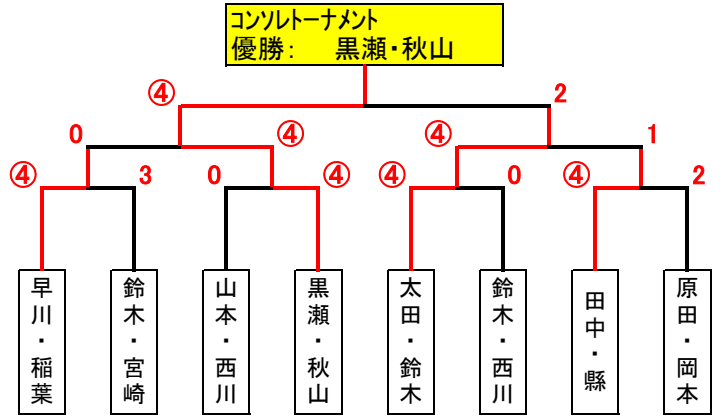 コンソレトーナメント
優勝： 黒瀬・秋山
④ 2
0 ④ ④ 1
④ 3 0 ④ ④ 0 ④ 2
早川・稲葉
鈴木・宮崎
山本・西川
黒瀬・秋山
太田・鈴木
鈴木・西川
田中・縣
原田・岡本